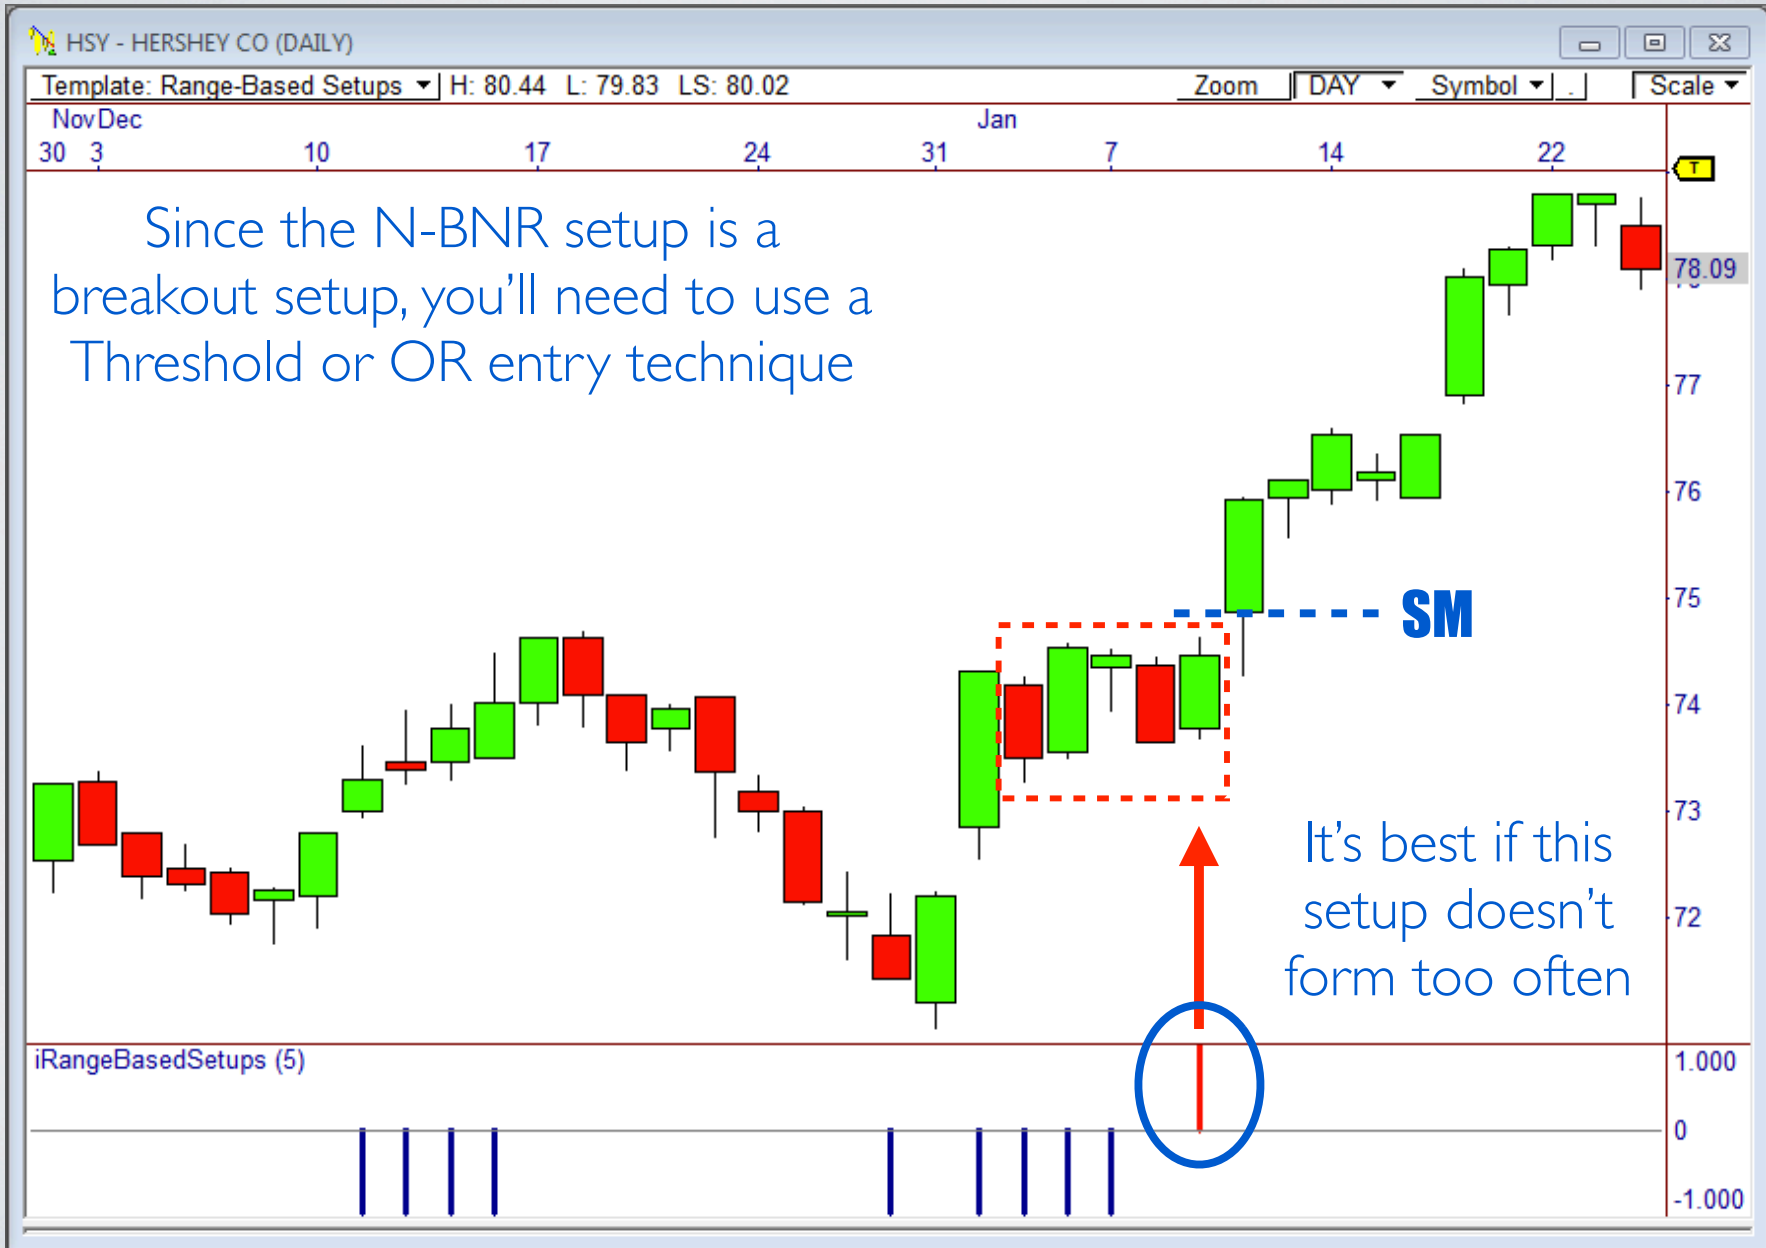 HSY - HERSHEY CO (DAILY)
Template: Range-Based Setups H: 80.44 L: 79.83 LS: 80.02 Zoom DAY Symbol . Scale
Nov Dec Jan
30 3 10 17 24 31 7 14 22
T
Since the N-BNR setup is a
breakout setup, you'll need to use a
Threshold or OR entry technique
78.09
77
76
75
SM
74
73
72
It's best if this
setup doesn't
form too often
iRangeBasedSetups (5)
1.000
0
-1.000